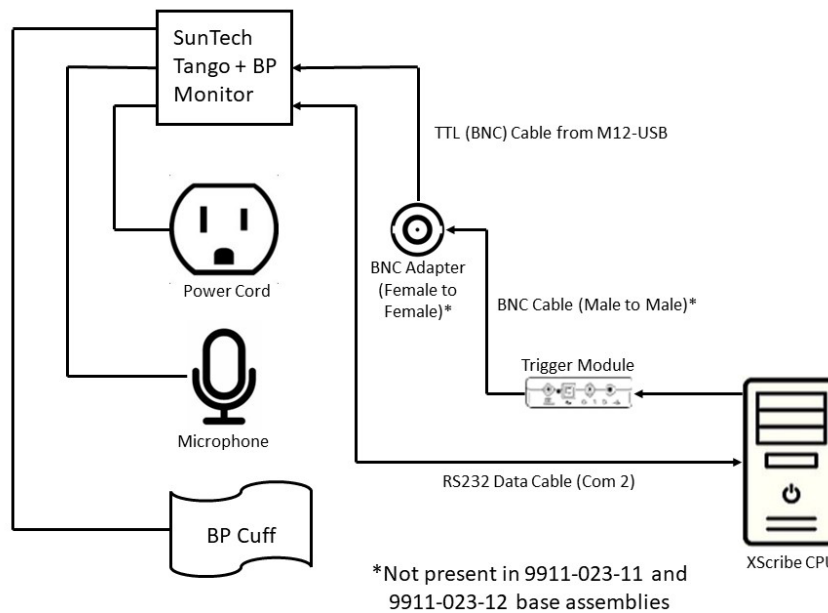 SunTech
Tango + BP
Monitor
TTL (BNC) Cable from M12-USB
Power Cord
BNC Adapter
(Female to
Female)*
BNC Cable (Male to Male)*
Trigger Module
Microphone
RS232 Data Cable (Com 2)
BP Cuff
XScribe CPU
*Not present in 9911-023-11 and
9911-023-12 base assemblies